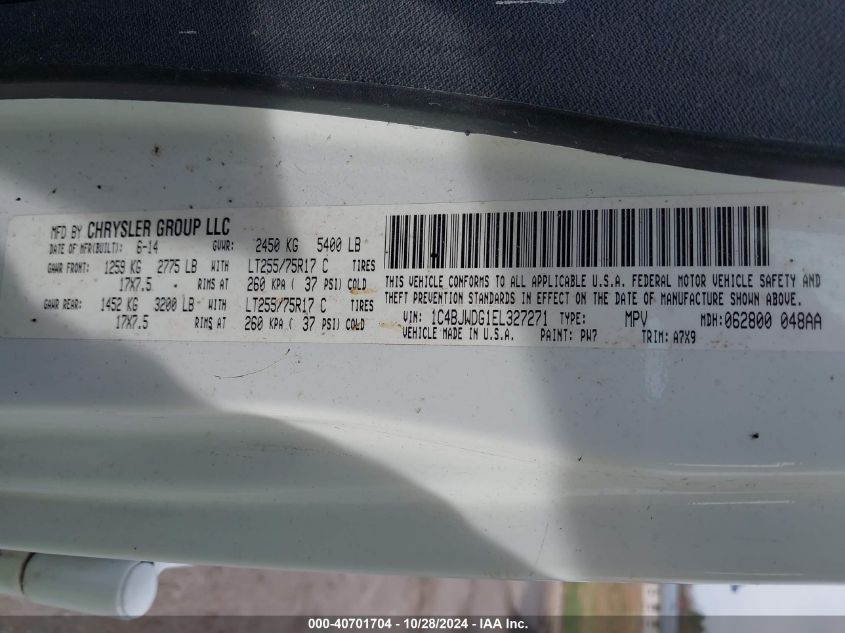 MFD BY CHRYSLER GROUP LLC
DATE OF MFR(BUILT): 6-14 GVWR: 2450 KG 5400 LB
GAWR FRONT: 1259 KG 2775 LB WITH LT255/75R17 C TIRES
17X7.5 RIMS AT 260 KPA ( 37 PSI) COLD
GAWR REAR: 1452 KG 3200 LB WITH LT255/75R17 C TIRES
17X7.5 RIMS AT 260 KPA ( 37 PSI) COLD
THIS VEHICLE CONFORMS TO ALL APPLICABLE U.S.A. FEDERAL MOTOR VEHICLE SAFETY AND
THEFT PREVENTION STANDARDS IN EFFECT ON THE DATE OF MANUFACTURE SHOWN ABOVE.
VIN: 1C4BJWDG1EL327271 TYPE: MPV MDH: 062800 048AA
VEHICLE MADE IN U.S.A. PAINT: PW7 TRIM: A7X9
000-40701704 - 10/28/2024 - IAA Inc.